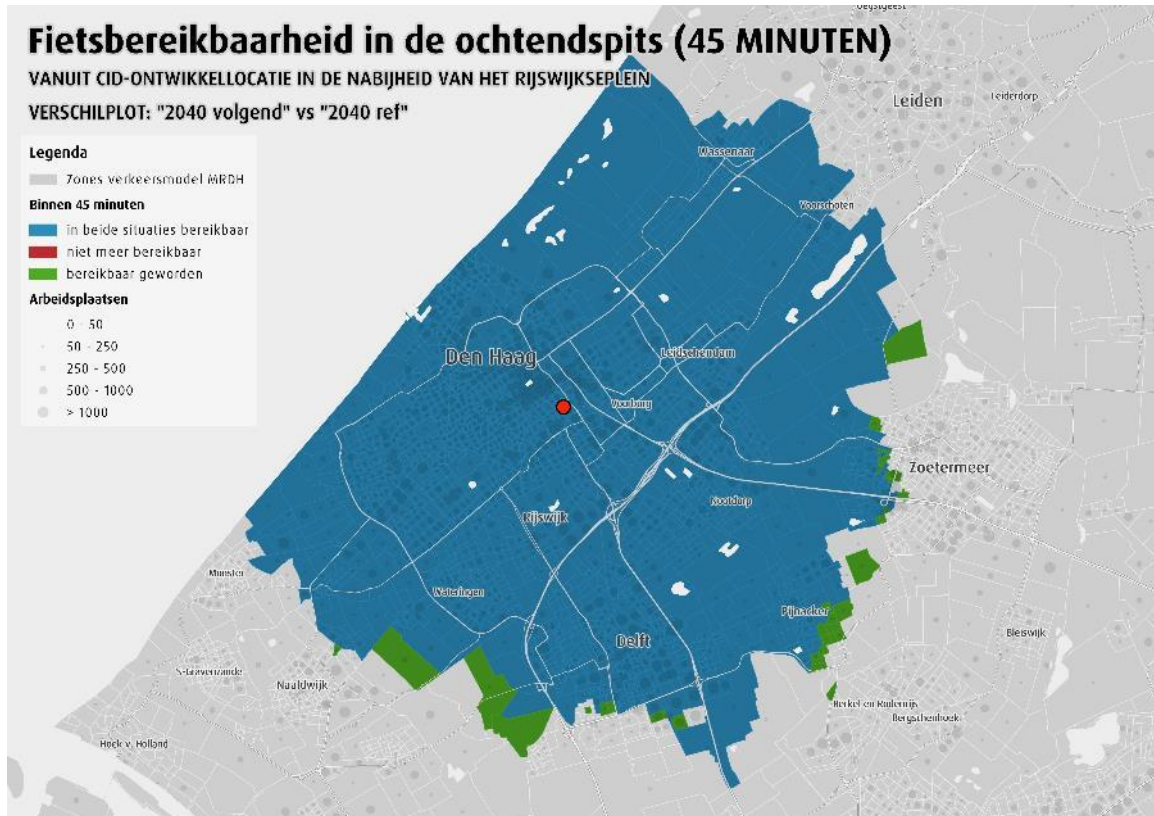 Oegstgeest
Fietsbereikbaarheid in de ochtendspits (45 MINUTEN)
VANUIT CID-ONTWIKKELLOCATIE IN DE NABIJHEID VAN HET RIJSWIJKSEPLEIN
VERSCHILPLOT: "2040 volgend" vs "2040 ref"
Leiden
Leiderdorp
Legenda
Zones verkeersmodel MRDH
Binnen 45 minuten
in beide situaties bereikbaar
niet meer bereikbaar
bereikbaar geworden
Arbeidsplaatsen
0 - 50
50 - 250
250 - 500
500 - 1000
> 1000
Wassenaar
Voorschoten
Den Haag
Leidschendam
Voorburg
Zoetermeer
Nootdorp
Rijswijk
Monster
Wateringen
Pijnacker
Delft
Bleiswijk
's-Gravenzande
Naaldwijk
Berkel en Rodenrijs
Bergschenhoek
Hoek v. Holland